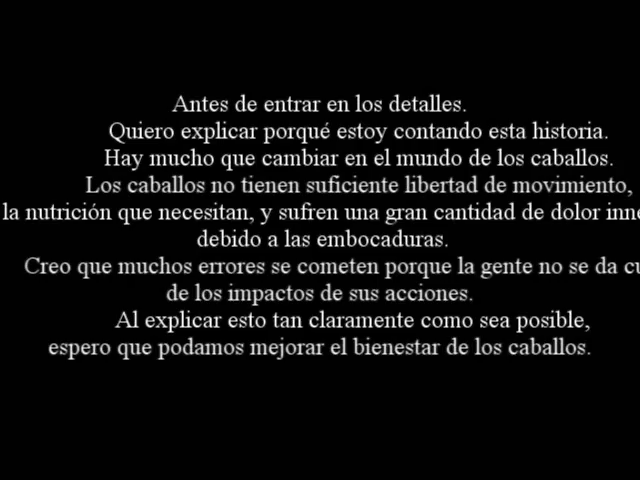 Antes de entrar en los detalles.
Quiero explicar porqué estoy contando esta historia.
Hay mucho que cambiar en el mundo de los caballos.
Los caballos no tienen suficiente libertad de movimiento,
la nutrición que necesitan, y sufren una gran cantidad de dolor
debido a las embocaduras.
Creo que muchos errores se cometen porque la gente no se da
de los impactos de sus acciones.
Al explicar esto tan claramente como sea posible,
espero que podamos mejorar el bienestar de los caballos.